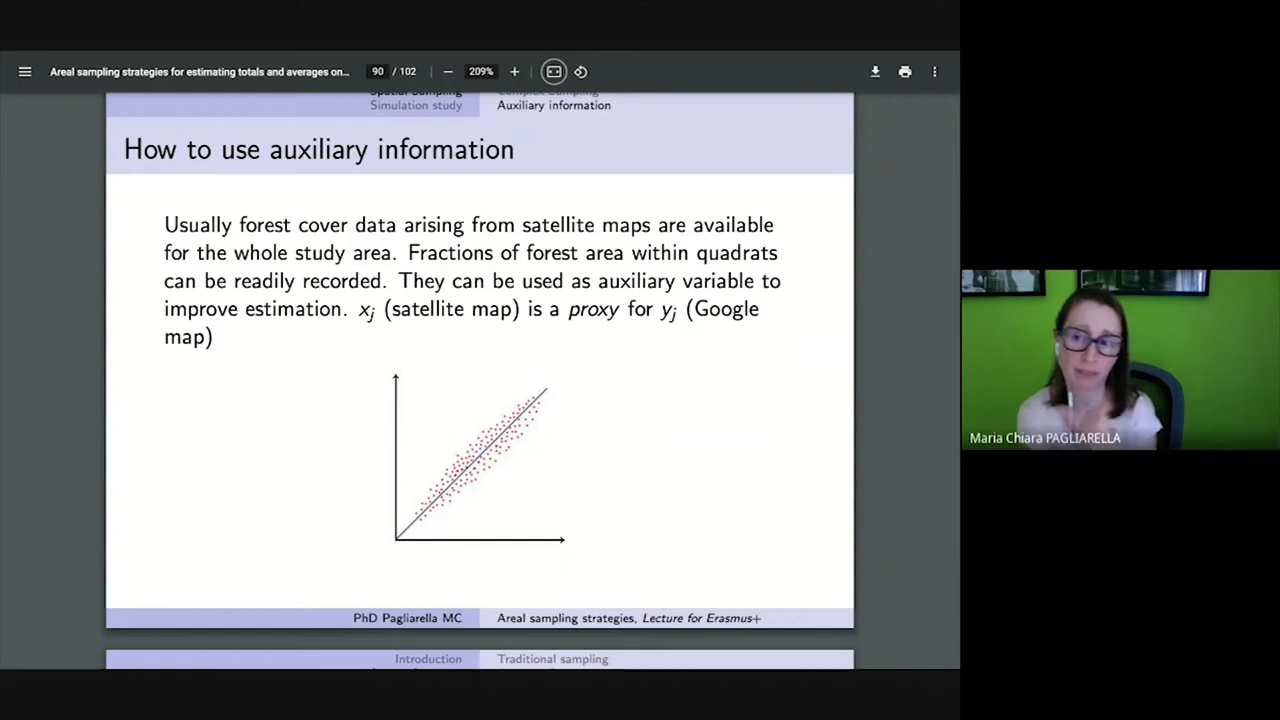 Areal sampling strategies for estimating totals and averages on...
90 / 102
209%
Spatial Sampling
Complex Sampling
Simulation study
Auxiliary information
How to use auxiliary information
Usually forest cover data arising from satellite maps are available
for the whole study area. Fractions of forest area within quadrats
can be readily recorded. They can be used as auxiliary variable to
improve estimation. xj (satellite map) is a proxy for yj (Google
map)
PhD Pagliarella MC
Areal sampling strategies, Lecture for Erasmus+
Introduction
Traditional sampling
Maria Chiara PAGLIARELLA